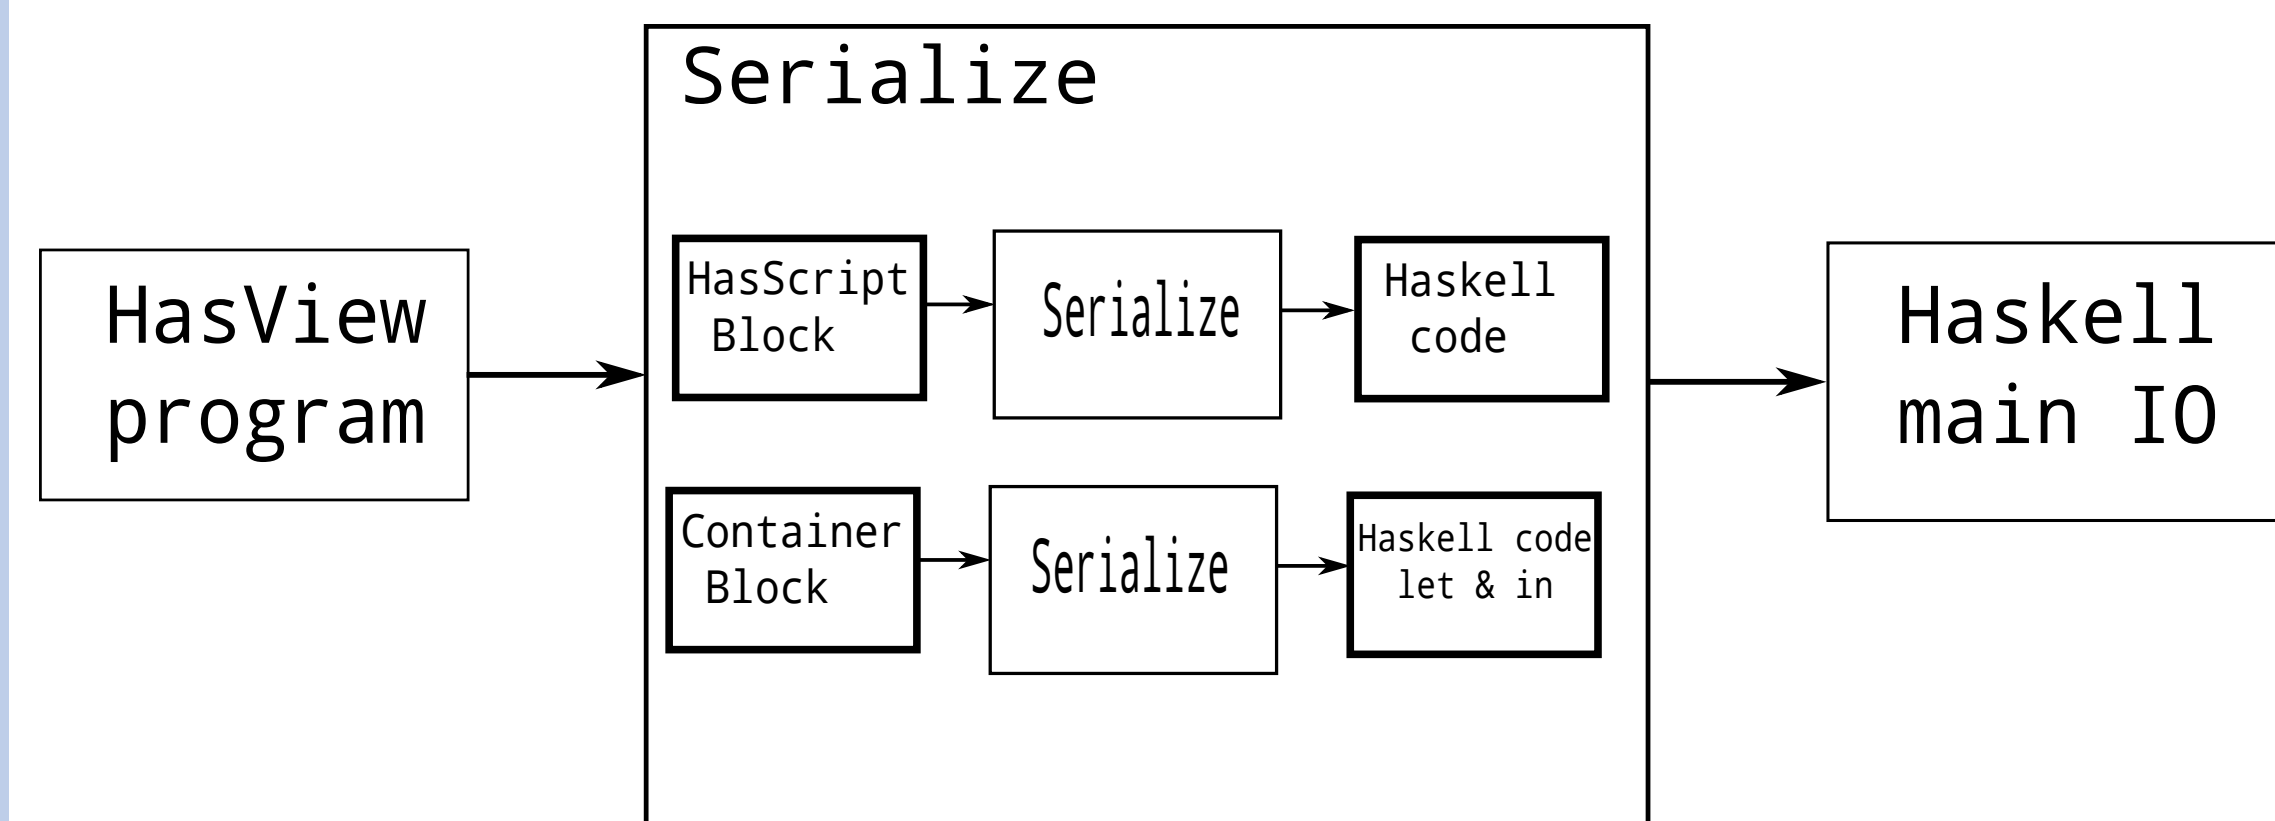 Serialize
HasView
program
HasScript
Block
Serialize
Haskell
code
Container
Block
Serialize
Haskell code
let & in
Haskell
main IO